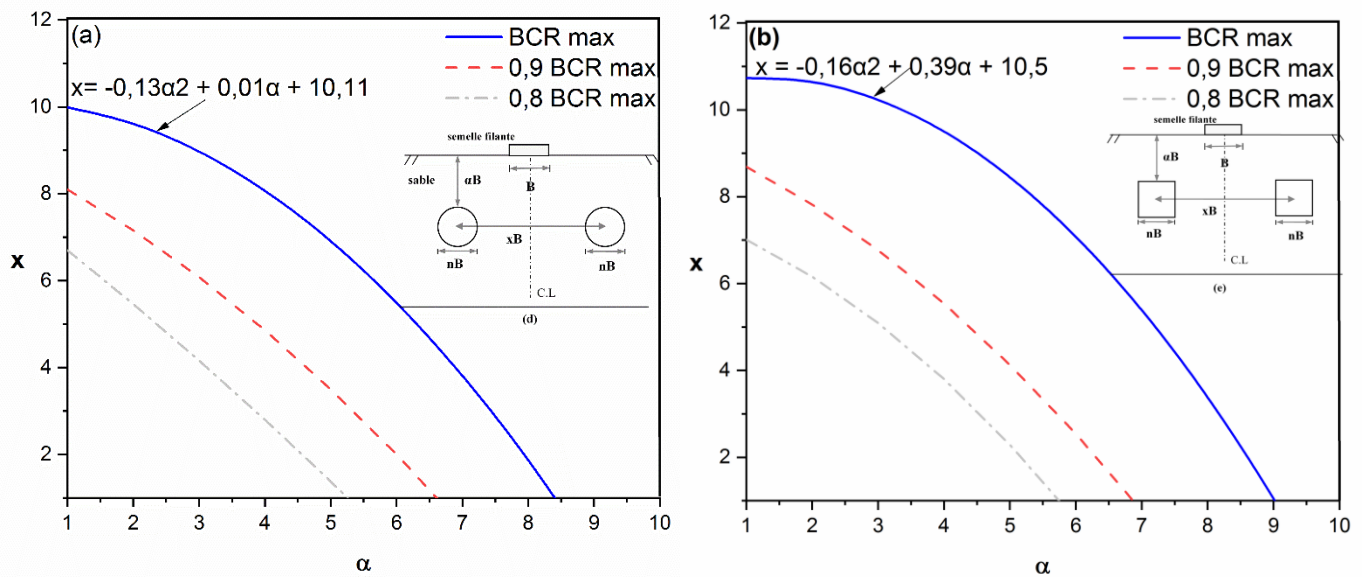 (a)
BCR max
0,9 BCR max
0,8 BCR max
x= -0,13α2 + 0,01α + 10,11
semelle filante
B
sable
αB
xB
nB
nB
C.L
(d)
12
10
8
6
4
2
x
1 2 3 4 5 6 7 8 9 10
α
(b)
BCR max
0,9 BCR max
0,8 BCR max
x = -0,16α2 + 0,39α + 10,5
semelle filante
B
αB
xB
nB
nB
C.L
(e)
12
10
8
6
4
2
x
1 2 3 4 5 6 7 8 9 10
α